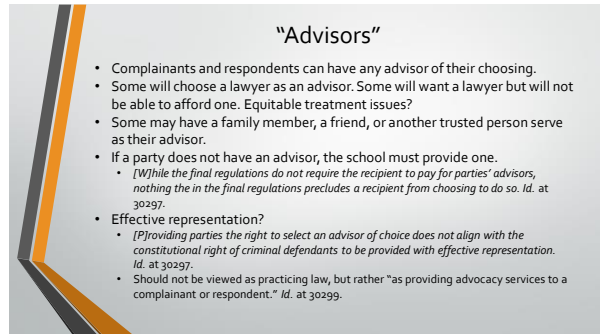 “Advisors”
• Complainants and respondents can have any advisor of their choosing.
• Some will choose a lawyer as an advisor. Some will want a lawyer but will not
be able to afford one. Equitable treatment issues?
• Some may have a family member, a friend, or another trusted person serve
as their advisor.
• If a party does not have an advisor, the school must provide one.
• [W]hile the final regulations do not require the recipient to pay for parties’ advisors,
nothing the in the final regulations precludes a recipient from choosing to do so. Id. at
30297.
• Effective representation?
• [P]roviding parties the right to select an advisor of choice does not align with the
constitutional right of criminal defendants to be provided with effective representation.
Id. at 30297.
• Should not be viewed as practicing law, but rather “as providing advocacy services to a
complainant or respondent.” Id. at 30299.